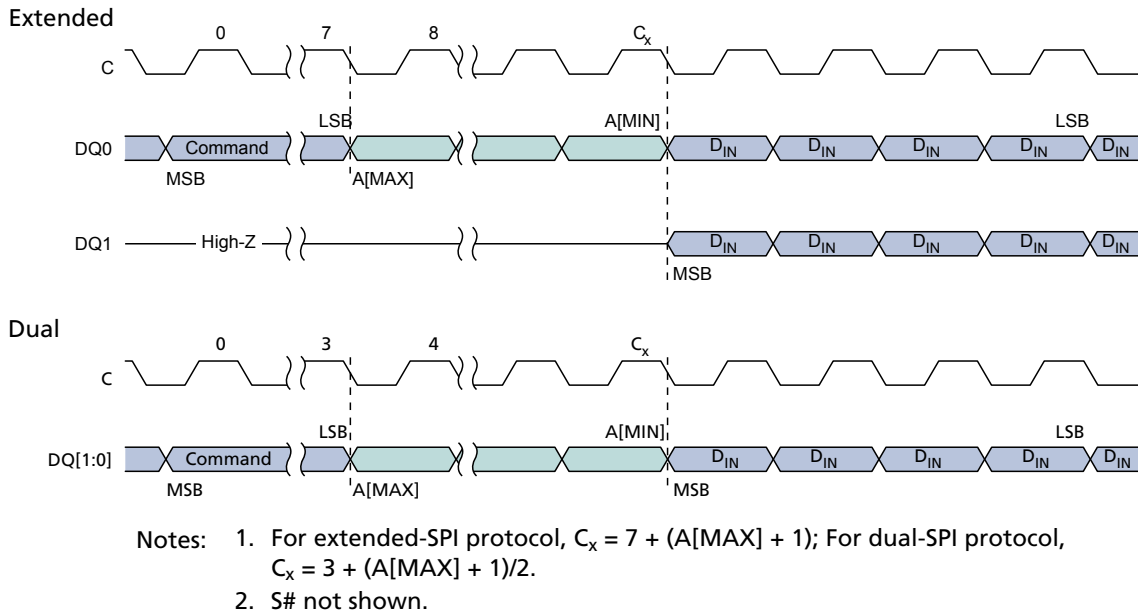 Extended
0 7 8 Cx
C
LSB A[MIN] LSB
DQ0 Command DIN DIN DIN DIN DIN
MSB A[MAX]
DQ1 High-Z DIN DIN DIN DIN DIN
MSB
Dual
0 3 4 Cx
C
LSB A[MIN] LSB
DQ[1:0] Command DIN DIN DIN DIN DIN
MSB A[MAX] MSB
Notes: 1. For extended-SPI protocol, Cx = 7 + (A[MAX] + 1); For dual-SPI protocol,
Cx = 3 + (A[MAX] + 1)/2.
2. S# not shown.